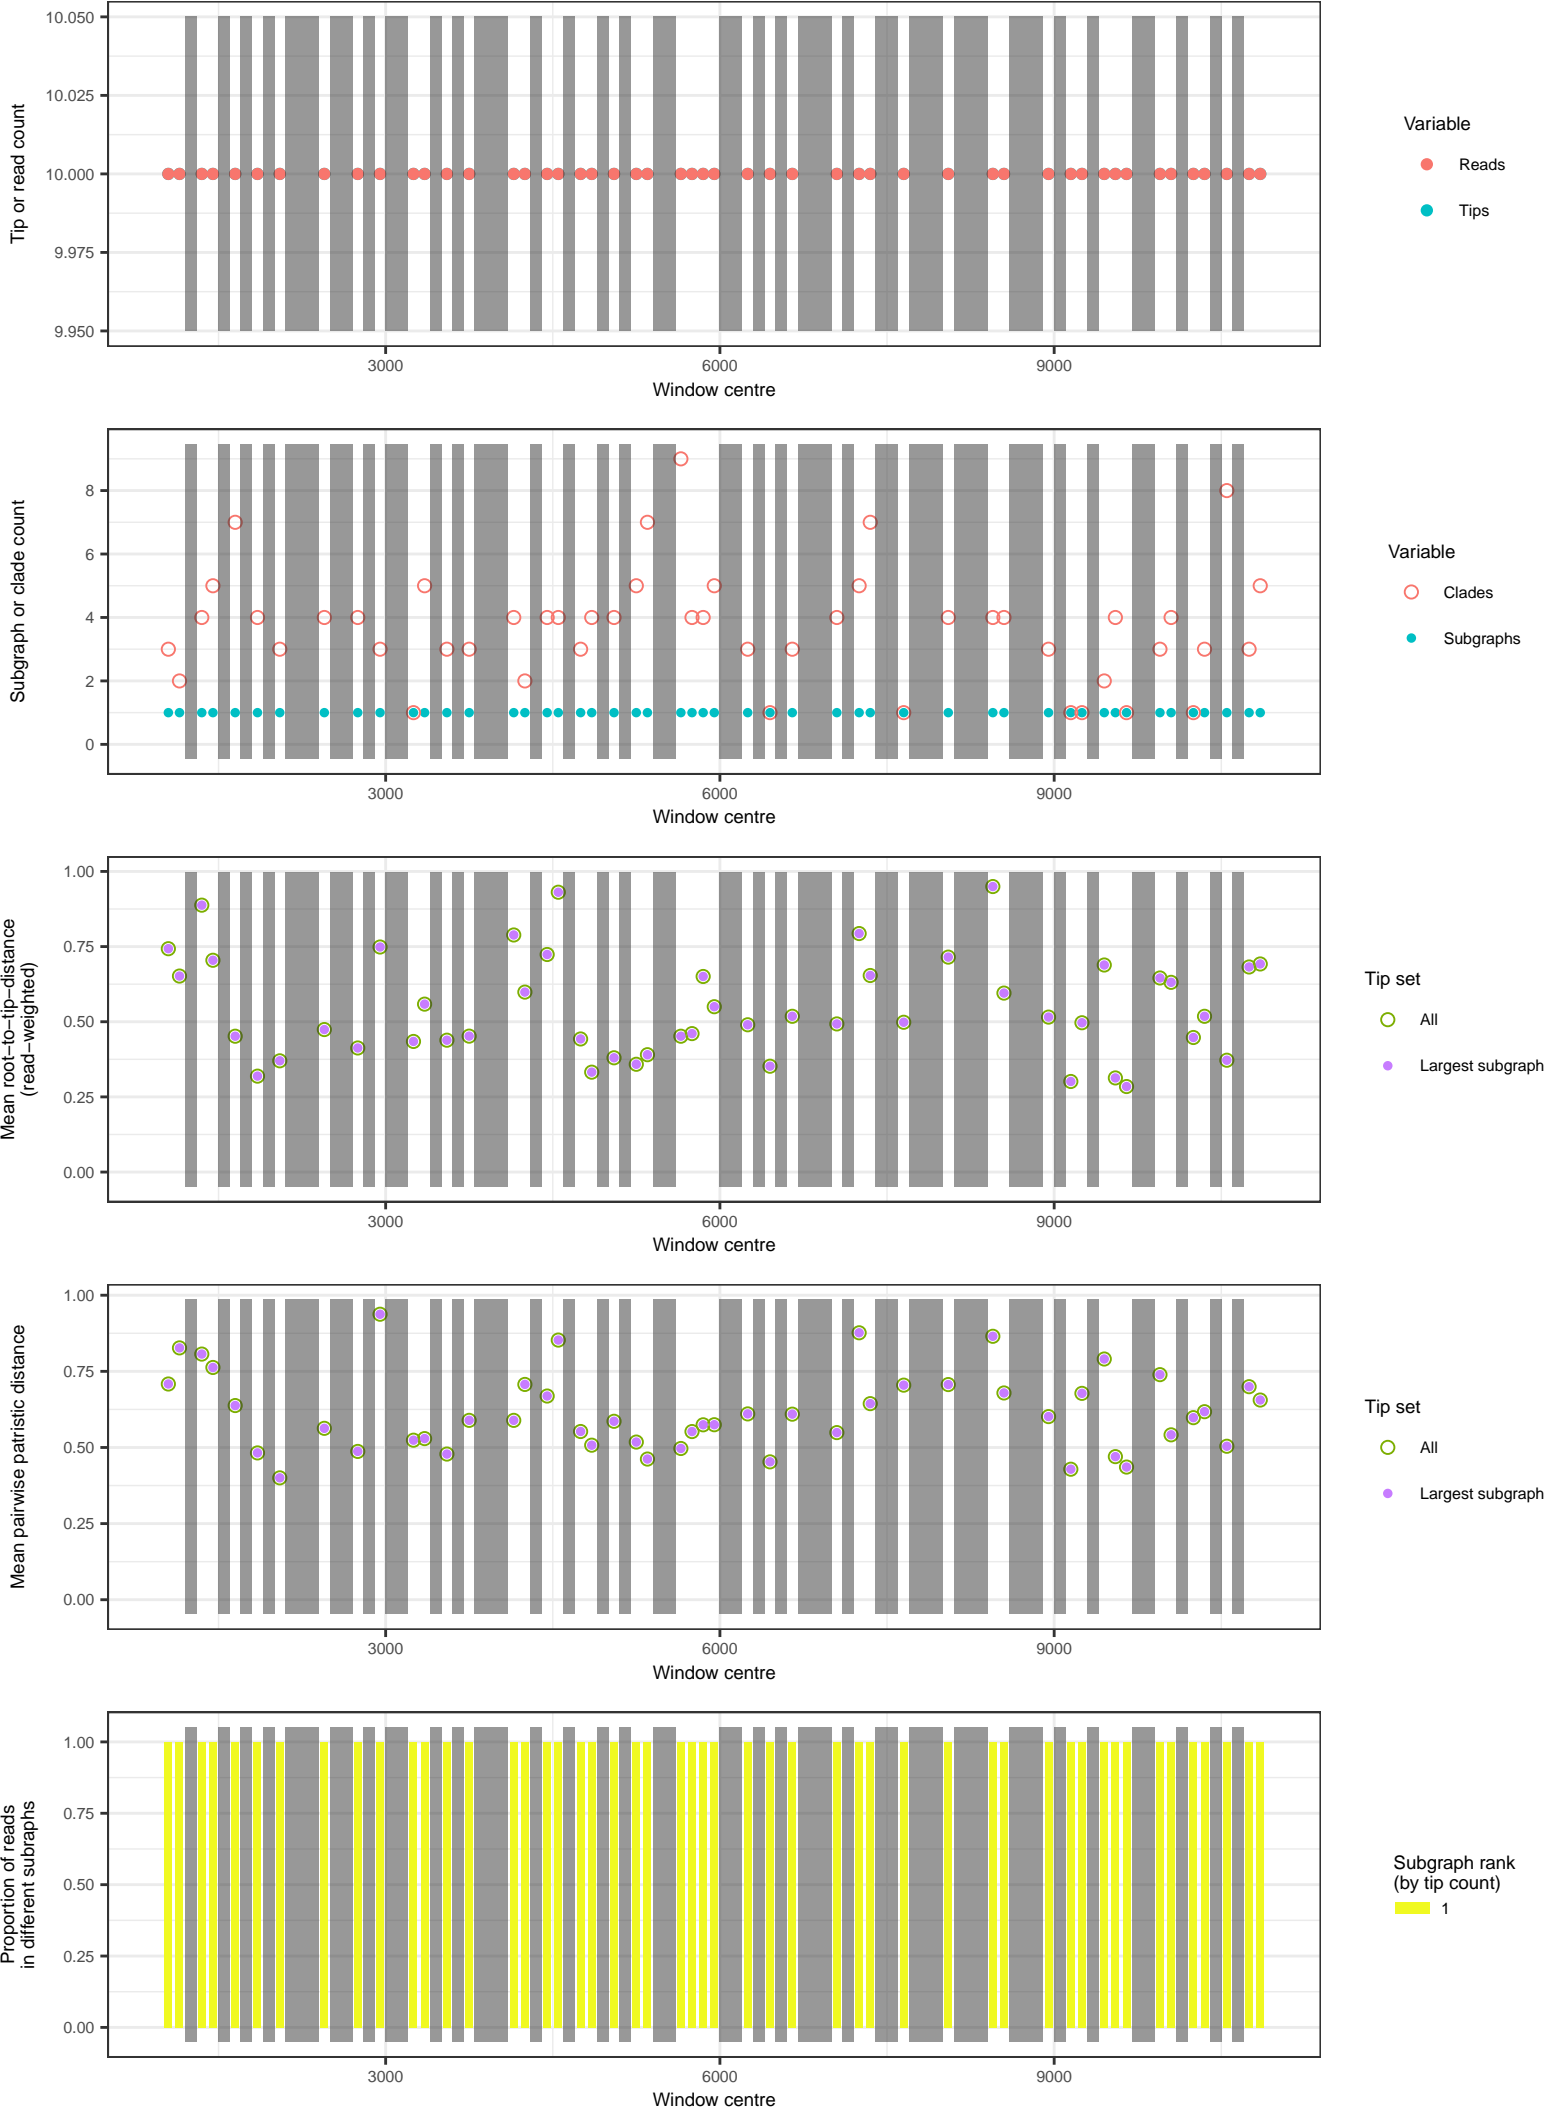 10.050
10.025
10.000
9.975
9.950
Tip or read count
3000
6000
9000
Window centre
Variable
Reads
Tips
8
6
4
2
0
Subgraph or clade count
3000
6000
9000
Window centre
Variable
Clades
Subgraphs
1.00
0.75
0.50
0.25
0.00
Mean root−to−tip−distance
(read−weighted)
3000
6000
9000
Window centre
Tip set
All
Largest subgraph
1.00
0.75
0.50
0.25
0.00
Mean pairwise patristic distance
3000
6000
9000
Window centre
Tip set
All
Largest subgraph
1.00
0.75
0.50
0.25
0.00
Proportion of reads
in different subraphs
3000
6000
9000
Window centre
Subgraph rank
(by tip count)
1